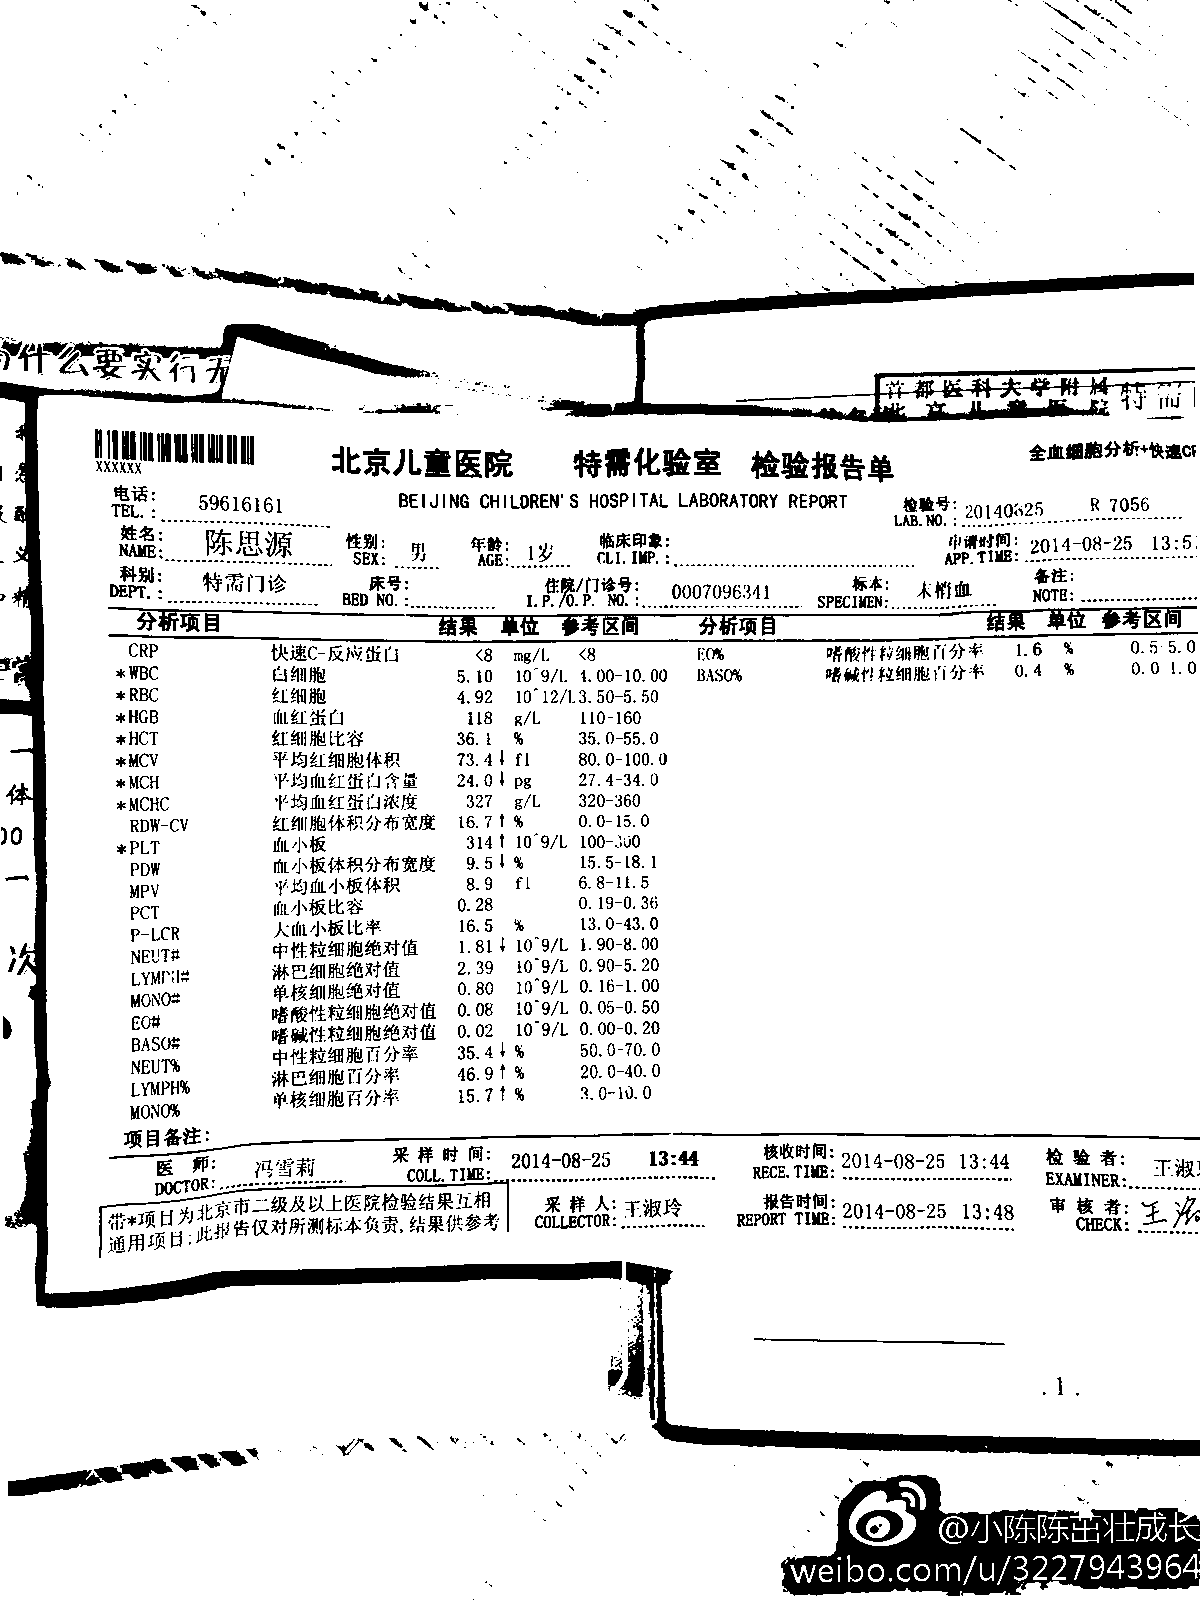 为什么要实行无
首都医科大学附属
北京儿童医院 特需
XXXXXX
北京儿童医院 特需化验室 检验报告单
全血细胞分析+快速CR
BEIJING CHILDREN'S HOSPITAL LABORATORY REPORT
电话: TEL.: 59616161
检验号: LAB.NO.: 20140825 R 7056
姓名: NAME: 陈思源 性别: SEX: 男 年龄: AGE: 1岁 临床印象: CLI.IMP.: 申请时间: APP.TIME: 2014-08-25 13:5
科别: DEPT.: 特需门诊 床号: BED NO.: 住院/门诊号: I.P./O.P. NO.: 0007096341 标本: SPECIMEN: 末梢血 备注: NOTE:
分析项目 结果 单位 参考区间 分析项目 结果 单位 参考区间
CRP 快速C-反应蛋白 <8 mg/L <8 EO% 嗜酸性粒细胞百分率 1.6 % 0.5-5.0
*WBC 白细胞 5.10 10^9/L 4.00-10.00 BASO% 嗜碱性粒细胞百分率 0.4 % 0.0-1.0
*RBC 红细胞 4.92 10^12/L 3.50-5.50
*HGB 血红蛋白 118 g/L 110-160
*HCT 红细胞比容 36.1 % 35.0-55.0
*MCV 平均红细胞体积 73.4↓ fl 80.0-100.0
*MCH 平均血红蛋白含量 24.0↓ pg 27.4-34.0
*MCHC 平均血红蛋白浓度 327 g/L 320-360
RDW-CV 红细胞体积分布宽度 16.7↑ % 0.0-15.0
*PLT 血小板 314↑ 10^9/L 100-300
PDW 血小板体积分布宽度 9.5↓ % 15.5-18.1
MPV 平均血小板体积 8.9 fl 6.8-11.5
PCT 血小板比容 0.28 0.19-0.36
P-LCR 大血小板比率 16.5 % 13.0-43.0
NEUT# 中性粒细胞绝对值 1.81↓ 10^9/L 1.90-8.00
LYMPH# 淋巴细胞绝对值 2.39 10^9/L 0.90-5.20
MONO# 单核细胞绝对值 0.80 10^9/L 0.16-1.00
EO# 嗜酸性粒细胞绝对值 0.08 10^9/L 0.05-0.50
BASO# 嗜碱性粒细胞绝对值 0.02 10^9/L 0.00-0.20
NEUT% 中性粒细胞百分率 35.4↓ % 50.0-70.0
LYMPH% 淋巴细胞百分率 46.9↑ % 20.0-40.0
MONO% 单核细胞百分率 15.7↑ % 3.0-10.0
项目备注:
医 师: DOCTOR: 冯雪莉 采 样 时 间: COLL.TIME: 2014-08-25 13:44 核收时间: RECE.TIME: 2014-08-25 13:44 检 验 者: EXAMINER: 王淑
带*项目为北京市二级及以上医院检验结果互相
通用项目;此报告仅对所测标本负责,结果供参考
采 样 人: COLLECTOR: 王淑玲 报告时间: REPORT TIME: 2014-08-25 13:48 审 核 者: CHECK: 王
.1.
@小陈陈茁壮成长
weibo.com/u/3227943964